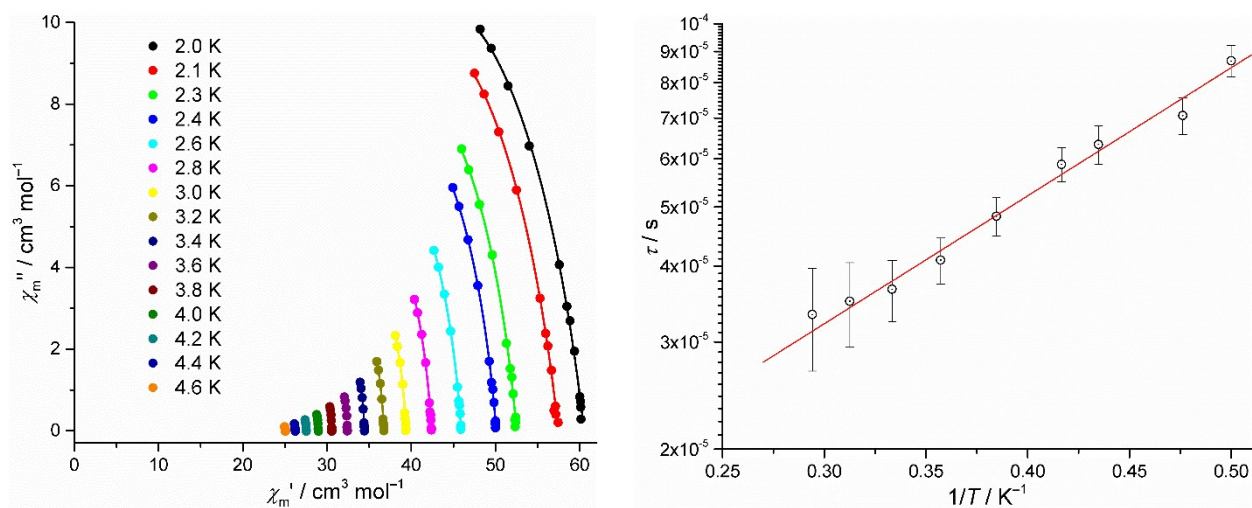 10
8
6
4
2
0
χm'' / cm³ mol⁻¹
2.0 K
2.1 K
2.3 K
2.4 K
2.6 K
2.8 K
3.0 K
3.2 K
3.4 K
3.6 K
3.8 K
4.0 K
4.2 K
4.4 K
4.6 K
0 10 20 30 40 50 60
χm' / cm³ mol⁻¹
10⁻⁴
9x10⁻⁵
8x10⁻⁵
7x10⁻⁵
6x10⁻⁵
5x10⁻⁵
4x10⁻⁵
3x10⁻⁵
2x10⁻⁵
τ / s
0.25 0.30 0.35 0.40 0.45 0.50
1/T / K⁻¹